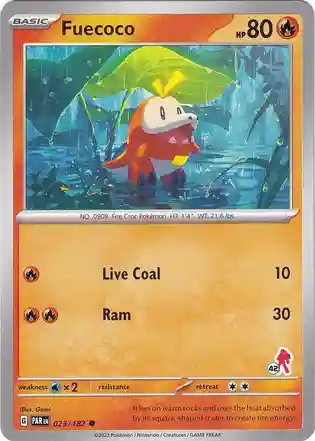 BASIC
Fuecoco
HP 80
NO. 0909 Fire Croc Pokémon HT: 1'4" WT: 21.6 lbs.
Live Coal 10
Ram 30
42
weakness ×2 resistance retreat
Illus. Gemi
G PAR EN 023/182
It lies on warm rocks and uses the heat absorbed
by its square-shaped scales to create fire energy.
©2023 Pokémon / Nintendo / Creatures / GAME FREAK